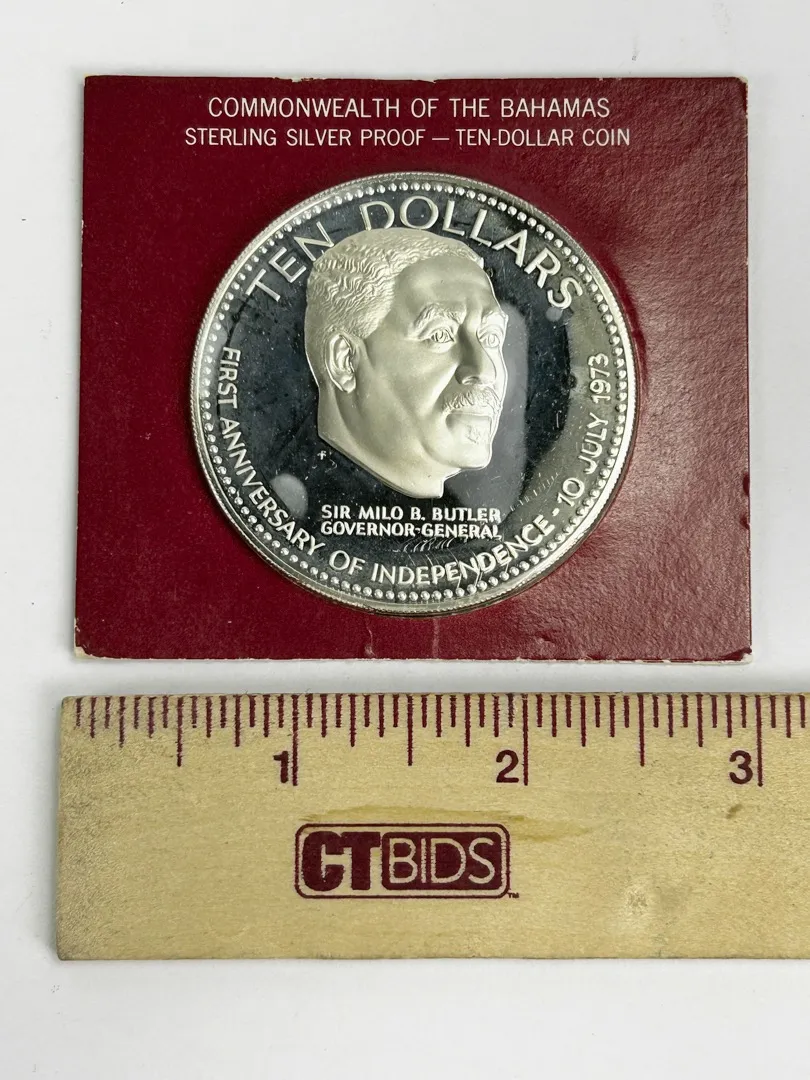 COMMONWEALTH OF THE BAHAMAS
STERLING SILVER PROOF — TEN-DOLLAR COIN
TEN DOLLARS
SIR MILO B. BUTLER
GOVERNOR-GENERAL
FIRST ANNIVERSARY OF INDEPENDENCE - 10 JULY 1973
1 2 3
CTBIDS™